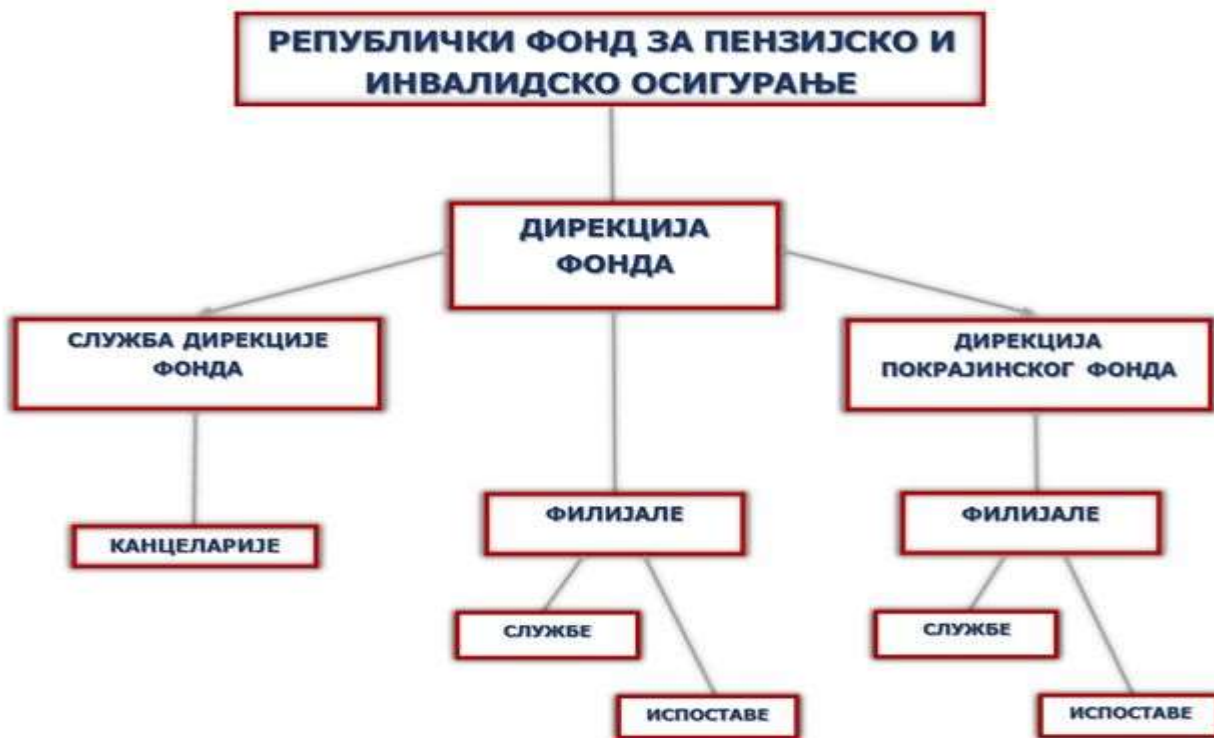 РЕПУБЛИЧКИ ФОНД ЗА ПЕНЗИЈСКО И
ИНВАЛИДСКО ОСИГУРАЊЕ
ДИРЕКЦИЈА
ФОНДА
СЛУЖБА ДИРЕКЦИЈЕ
ФОНДА
ДИРЕКЦИЈА
ПОКРАЈИНСКОГ ФОНДА
КАНЦЕЛАРИЈЕ
ФИЛИЈАЛЕ
ФИЛИЈАЛЕ
СЛУЖБЕ
СЛУЖБЕ
ИСПОСТАВЕ
ИСПОСТАВЕ